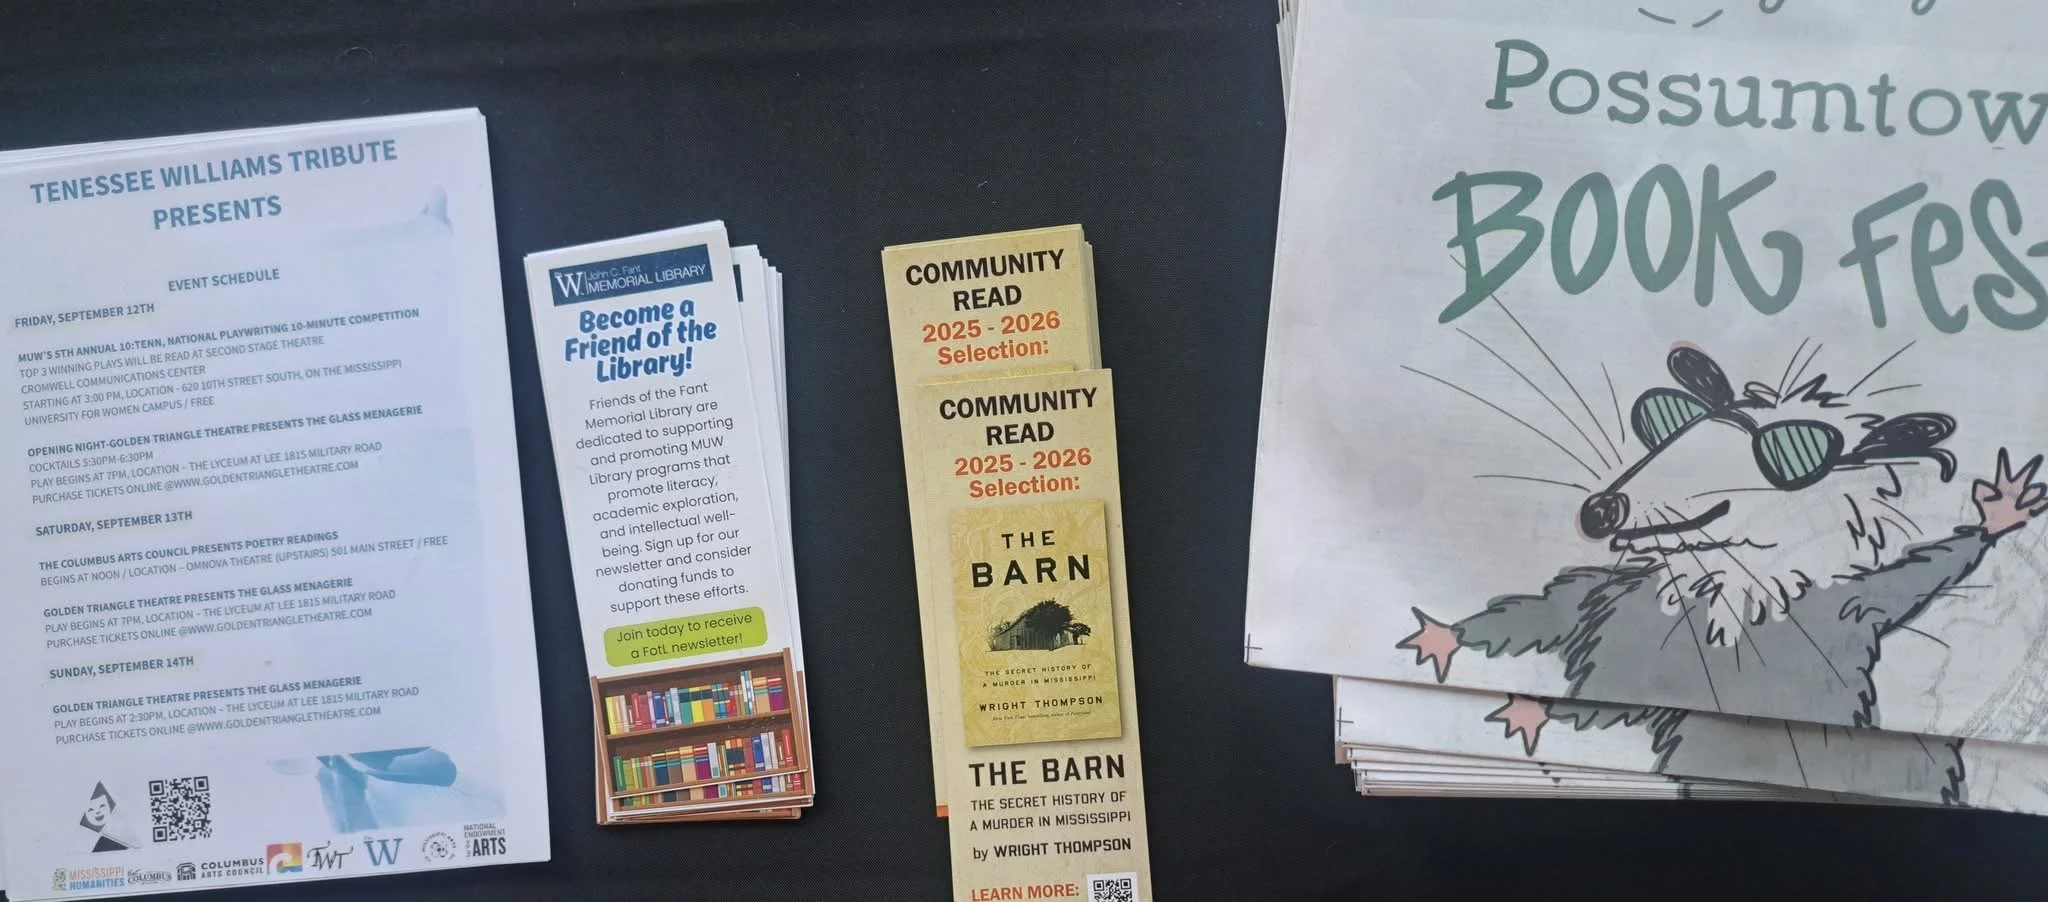 TENESSEE WILLIAMS TRIBUTE
PRESENTS
EVENT SCHEDULE
FRIDAY, SEPTEMBER 12TH
MUW'S 5TH ANNUAL 10:TENN, NATIONAL PLAYWRITING 10-MINUTE COMPETITION
TOP 3 WINNING PLAYS WILL BE READ AT SECOND STAGE THEATRE
CROMWELL COMMUNICATIONS CENTER
STARTING AT 3:00 PM, LOCATION - 620 10TH STREET SOUTH, ON THE MISSISSIPPI
UNIVERSITY FOR WOMEN CAMPUS / FREE
OPENING NIGHT-GOLDEN TRIANGLE THEATRE PRESENTS THE GLASS MENAGERIE
COCKTAILS 5:30PM-6:30PM
PLAY BEGINS AT 7PM, LOCATION – THE LYCEUM AT LEE 1815 MILITARY ROAD
PURCHASE TICKETS ONLINE @WWW.GOLDENTRIANGLETHEATRE.COM
SATURDAY, SEPTEMBER 13TH
THE COLUMBUS ARTS COUNCIL PRESENTS POETRY READINGS
BEGINS AT NOON / LOCATION – OMNOVA THEATRE (UPSTAIRS) 501 MAIN STREET / FREE
GOLDEN TRIANGLE THEATRE PRESENTS THE GLASS MENAGERIE
PLAY BEGINS AT 7PM, LOCATION – THE LYCEUM AT LEE 1815 MILITARY ROAD
PURCHASE TICKETS ONLINE @WWW.GOLDENTRIANGLETHEATRE.COM
SUNDAY, SEPTEMBER 14TH
GOLDEN TRIANGLE THEATRE PRESENTS THE GLASS MENAGERIE
PLAY BEGINS AT 2:30PM, LOCATION – THE LYCEUM AT LEE 1815 MILITARY ROAD
PURCHASE TICKETS ONLINE @WWW.GOLDENTRIANGLETHEATRE.COM
MISSISSIPPI
HUMANITIES
COLUMBUS
COLUMBUS
ARTS COUNCIL
TWT
W
NATIONAL
ENDOWMENT
ARTS
W
John C. Fant
MEMORIAL LIBRARY
Become a
Friend of the
Library!
Friends of the Fant
Memorial Library are
dedicated to supporting
and promoting MUW
Library programs that
promote literacy,
academic exploration,
and intellectual well-
being. Sign up for our
newsletter and consider
donating funds to
support these efforts.
Join today to receive
a FotL newsletter!
COMMUNITY
READ
2025 - 2026
Selection:
COMMUNITY
READ
2025 - 2026
Selection:
THE
BARN
THE SECRET HISTORY OF
A MURDER IN MISSISSIPPI
WRIGHT THOMPSON
THE BARN
THE SECRET HISTORY OF
A MURDER IN MISSISSIPPI
by WRIGHT THOMPSON
LEARN MORE:
Possumtow
BOOK FeS